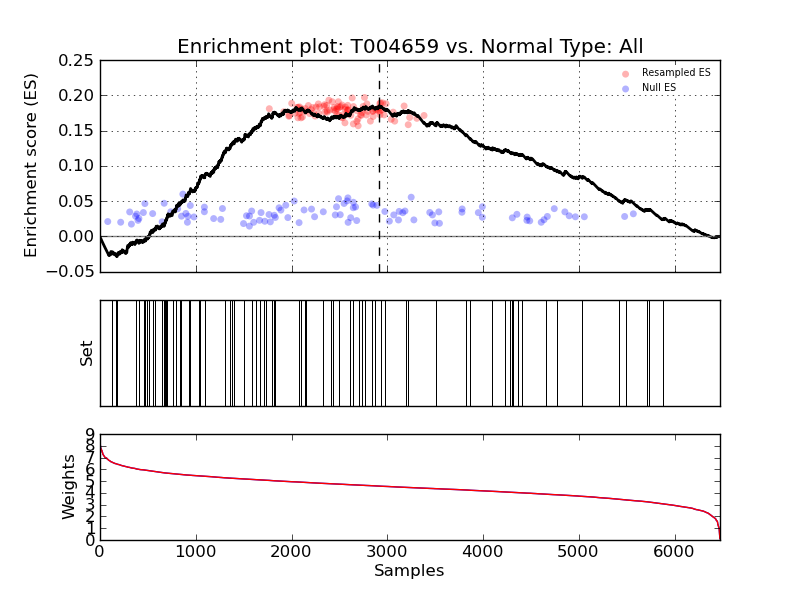 Enrichment plot: T004659 vs. Normal Type: All
Enrichment score (ES)
0.25
0.20
0.15
0.10
0.05
0.00
−0.05
Resampled ES
Null ES
Set
Weights
9
8
7
6
5
4
3
2
1
0
0 1000 2000 3000 4000 5000 6000
Samples